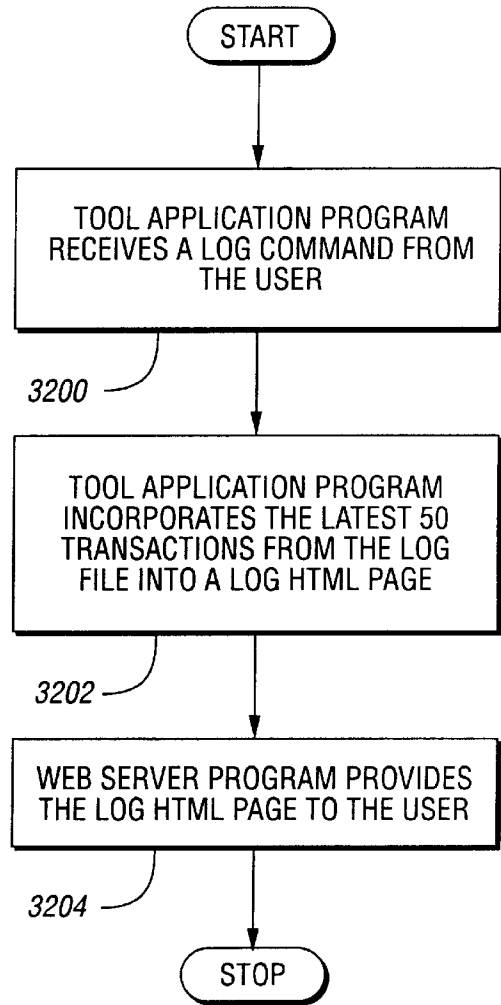 START
TOOL APPLICATION PROGRAM
RECEIVES A LOG COMMAND FROM
THE USER
3200
TOOL APPLICATION PROGRAM
INCORPORATES THE LATEST 50
TRANSACTIONS FROM THE LOG
FILE INTO A LOG HTML PAGE
3202
WEB SERVER PROGRAM PROVIDES
THE LOG HTML PAGE TO THE USER
3204
STOP